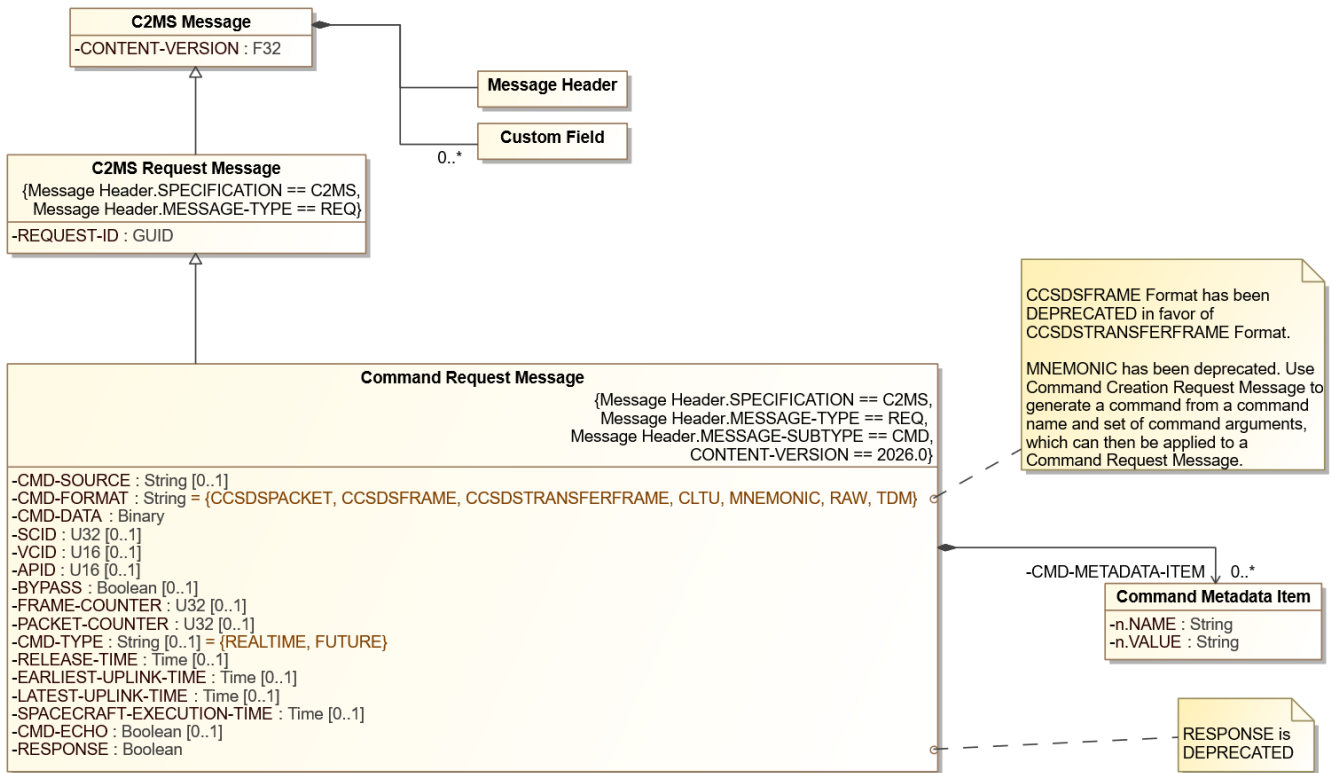 C2MS Message
-CONTENT-VERSION : F32
Message Header
Custom Field
0..*
C2MS Request Message
{Message Header.SPECIFICATION == C2MS,
Message Header.MESSAGE-TYPE == REQ}
-REQUEST-ID : GUID
CCSDSFRAME Format has been
DEPRECATED in favor of
CCSDSTRANSFERFRAME Format.
MNEMONIC has been deprecated. Use
Command Creation Request Message to
generate a command from a command
name and set of command arguments,
which can then be applied to a
Command Request Message.
Command Request Message
{Message Header.SPECIFICATION == C2MS,
Message Header.MESSAGE-TYPE == REQ,
Message Header.MESSAGE-SUBTYPE == CMD,
CONTENT-VERSION == 2026.0}
-CMD-SOURCE : String [0..1]
-CMD-FORMAT : String = {CCSDSPACKET, CCSDSFRAME, CCSDSTRANSFERFRAME, CLTU, MNEMONIC, RAW, TDM}
-CMD-DATA : Binary
-SCID : U32 [0..1]
-VCID : U16 [0..1]
-APID : U16 [0..1]
-BYPASS : Boolean [0..1]
-FRAME-COUNTER : U32 [0..1]
-PACKET-COUNTER : U32 [0..1]
-CMD-TYPE : String [0..1] = {REALTIME, FUTURE}
-RELEASE-TIME : Time [0..1]
-EARLIEST-UPLINK-TIME : Time [0..1]
-LATEST-UPLINK-TIME : Time [0..1]
-SPACECRAFT-EXECUTION-TIME : Time [0..1]
-CMD-ECHO : Boolean [0..1]
-RESPONSE : Boolean
-CMD-METADATA-ITEM 0..*
Command Metadata Item
-n.NAME : String
-n.VALUE : String
RESPONSE is
DEPRECATED